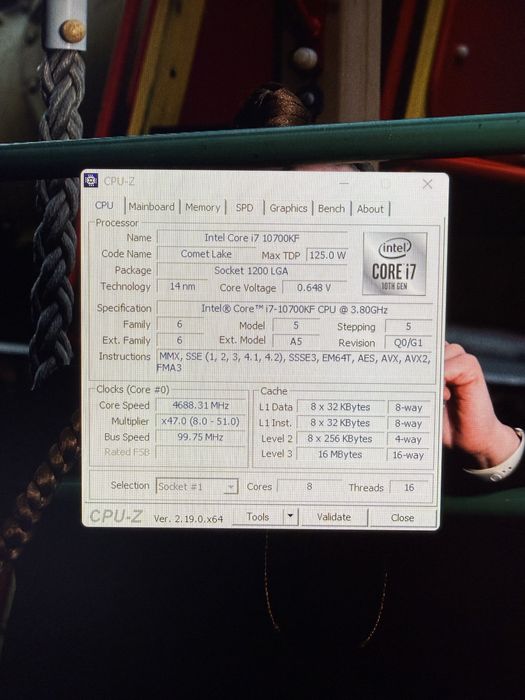 CPU-Z
CPU Mainboard Memory SPD Graphics Bench About
Processor
Name Intel Core i7 10700KF
Code Name Comet Lake Max TDP 125.0 W
Package Socket 1200 LGA
Technology 14 nm Core Voltage 0.648 V
intel
CORE i7
10TH GEN
Specification Intel® Core™ i7-10700KF CPU @ 3.80GHz
Family 6 Model 5 Stepping 5
Ext. Family 6 Ext. Model A5 Revision Q0/G1
Instructions MMX, SSE (1, 2, 3, 4.1, 4.2), SSSE3, EM64T, AES, AVX, AVX2,
FMA3
Clocks (Core #0)
Core Speed 4688.31 MHz
Multiplier x47.0 (8.0 - 51.0)
Bus Speed 99.75 MHz
Rated FSB
Cache
L1 Data 8 x 32 KBytes 8-way
L1 Inst. 8 x 32 KBytes 8-way
Level 2 8 x 256 KBytes 4-way
Level 3 16 MBytes 16-way
Selection Socket #1 Cores 8 Threads 16
CPU-Z Ver. 2.19.0.x64 Tools Validate Close